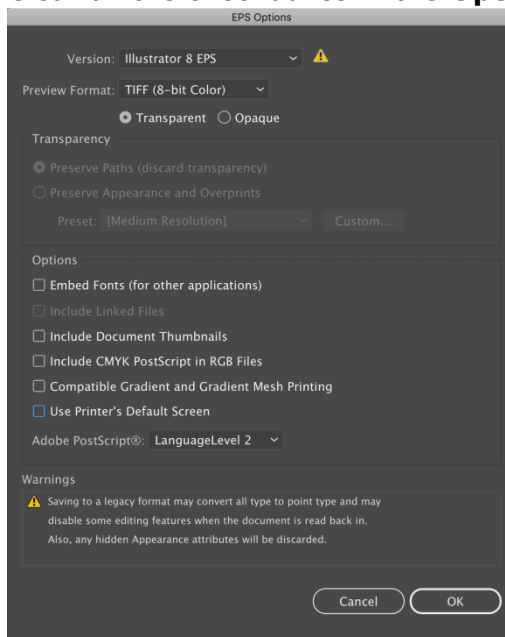 EPS Options
Version: Illustrator 8 EPS
Preview Format: TIFF (8-bit Color)
Transparent Opaque
Transparency
Preserve Paths (discard transparency)
Preserve Appearance and Overprints
Preset: [Medium Resolution] Custom...
Options
Embed Fonts (for other applications)
Include Linked Files
Include Document Thumbnails
Include CMYK PostScript in RGB Files
Compatible Gradient and Gradient Mesh Printing
Use Printer's Default Screen
Adobe PostScript®: LanguageLevel 2
Warnings
Saving to a legacy format may convert all type to point type and may
disable some editing features when the document is read back in.
Also, any hidden Appearance attributes will be discarded.
Cancel OK